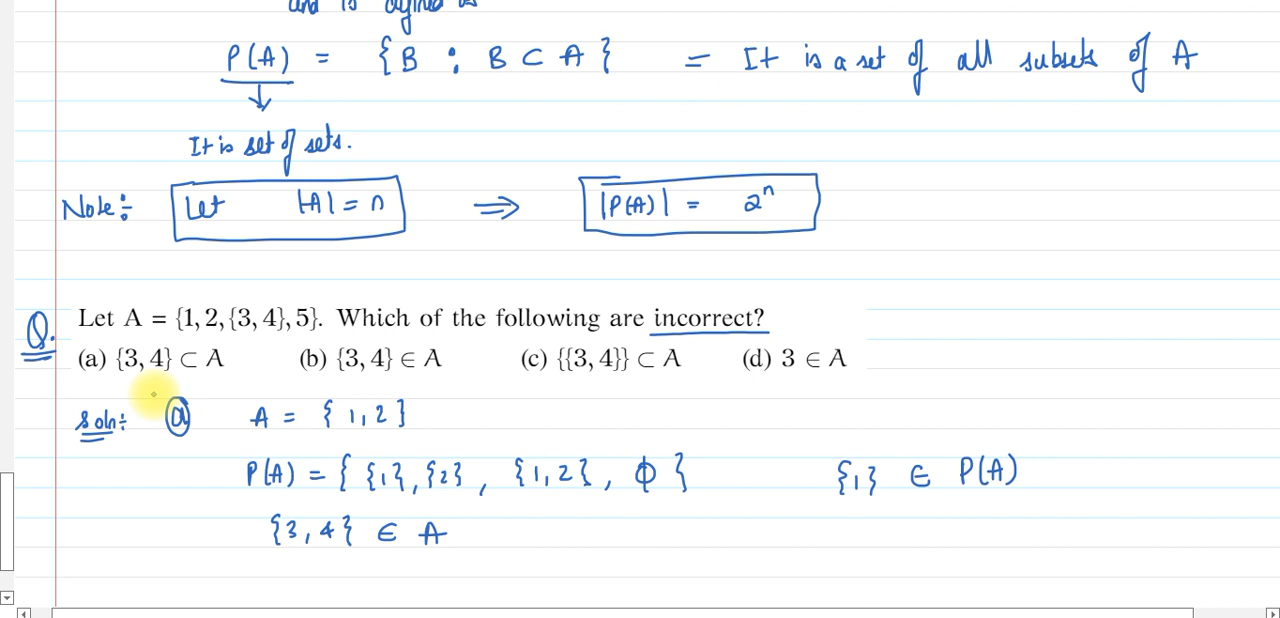 and is defined as
P(A) = {B : B ⊂ A} = It is a set of all subsets of A
↓
It is set of sets.
Note:- Let |A| = n ⇒ |P(A)| = 2ⁿ
Q. Let A = {1, 2, {3, 4}, 5}. Which of the following are incorrect?
(a) {3, 4} ⊂ A (b) {3, 4} ∈ A (c) {{3, 4}} ⊂ A (d) 3 ∈ A
Soln:- (a) A = {1, 2}
P(A) = { {1}, {2}, {1, 2}, ϕ } {1} ∈ P(A)
{3, 4} ∈ A